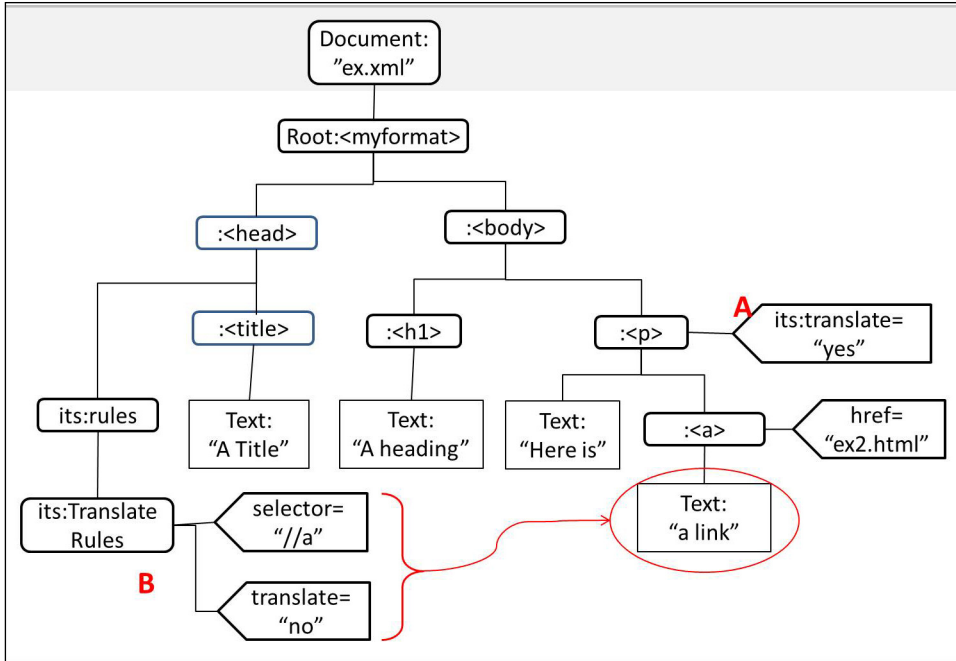 Document:
”ex.xml”
Root:<myformat>
:<head>
:<body>
:<title>
:<h1>
:<p>
A
its:translate=
“yes”
its:rules
Text:
“A Title”
Text:
“A heading”
Text:
“Here is”
:<a>
href=
“ex2.html”
its:Translate
Rules
selector=
“//a”
Text:
“a link”
B
translate=
“no”